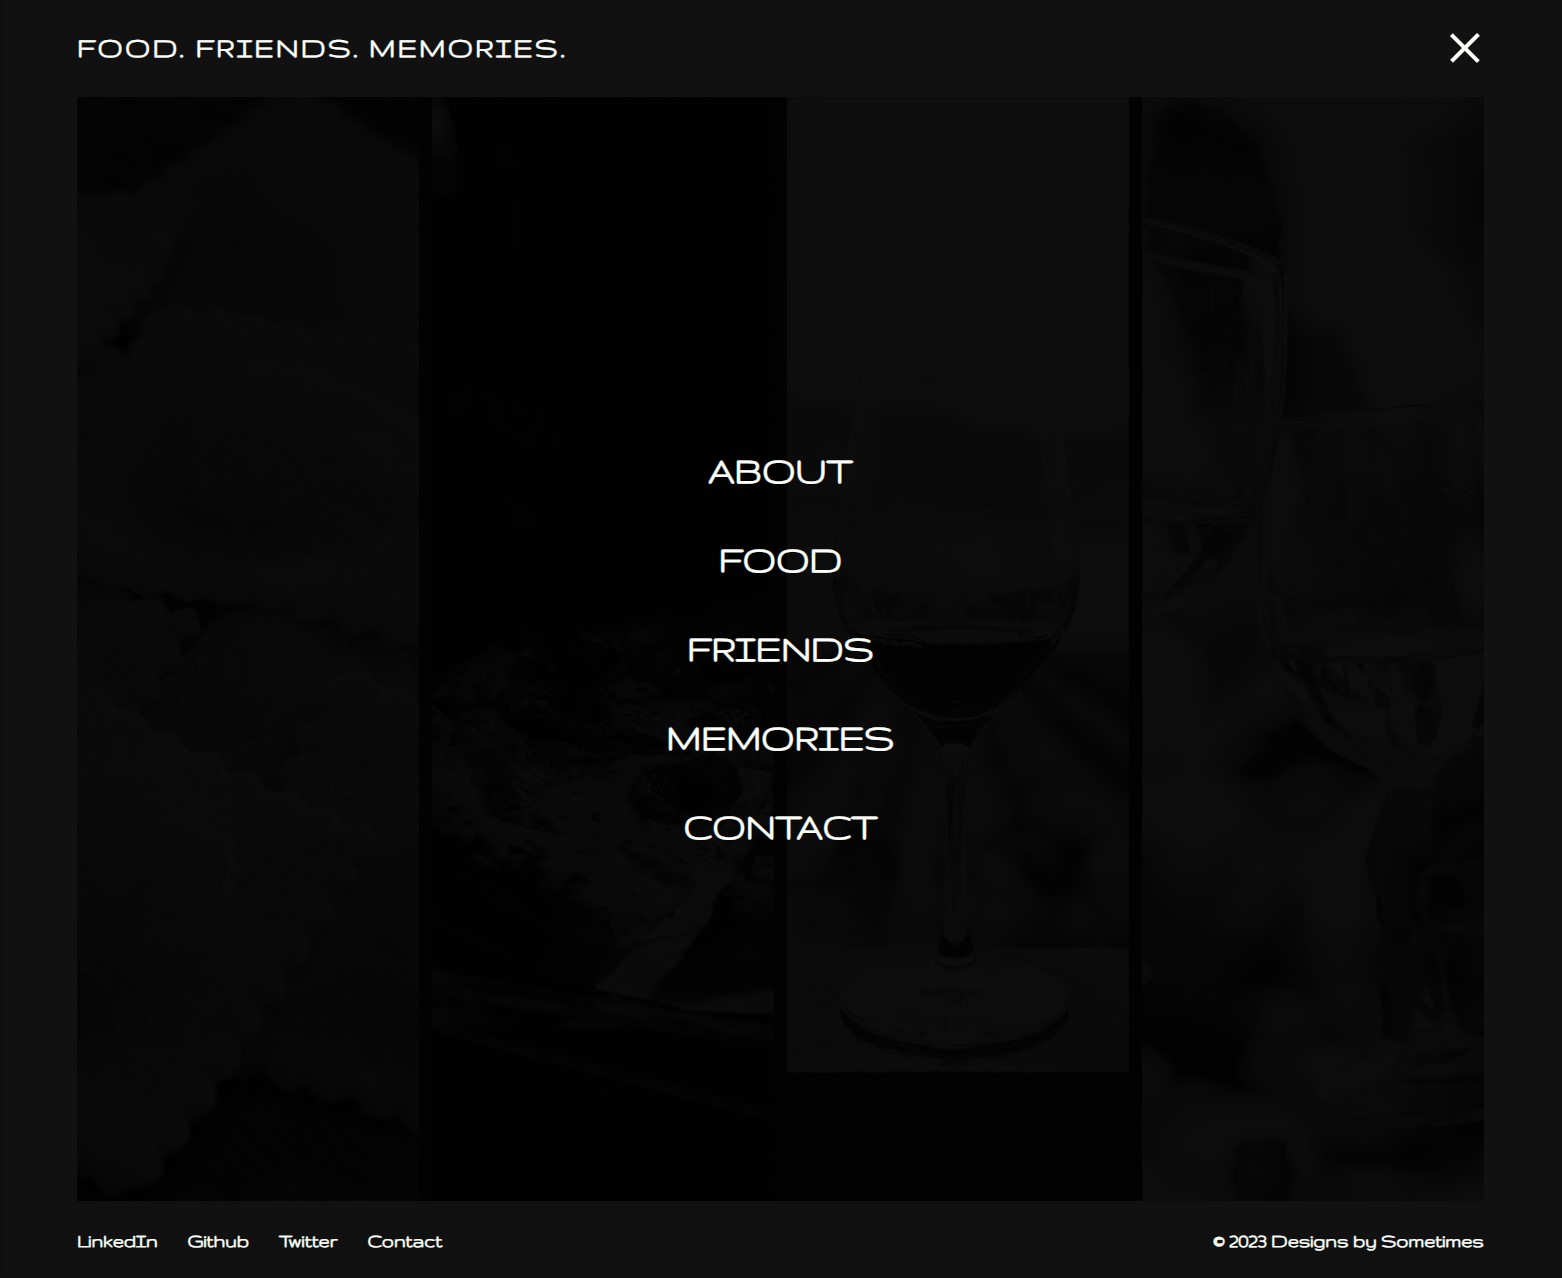 FOOD. FRIENDS. MEMORIES.
ABOUT
FOOD
FRIENDS
MEMORIES
CONTACT
LinkedIn Github Twitter Contact © 2023 Designs by Sometimes